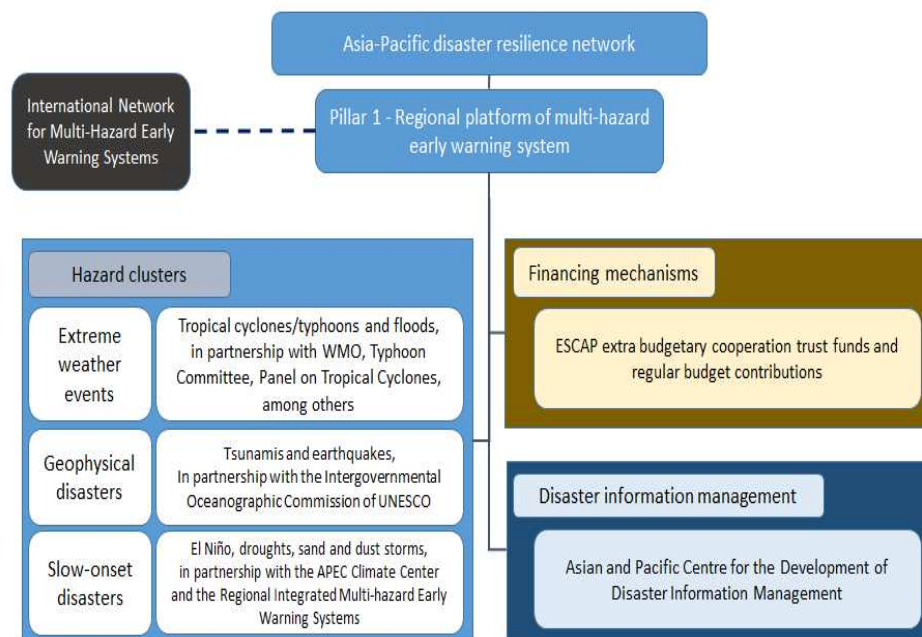 Asia-Pacific disaster resilience network
International Network
for Multi-Hazard Early
Warning Systems
Pillar 1 - Regional platform of multi-hazard
early warning system
Hazard clusters
Extreme
weather
events
Tropical cyclones/typhoons and floods,
in partnership with WMO, Typhoon
Committee, Panel on Tropical Cyclones,
among others
Geophysical
disasters
Tsunamis and earthquakes,
In partnership with the Intergovernmental
Oceanographic Commission of UNESCO
Slow-onset
disasters
El Niño, droughts, sand and dust storms,
in partnership with the APEC Climate Center
and the Regional Integrated Multi-hazard Early
Warning Systems
Financing mechanisms
ESCAP extra budgetary cooperation trust funds and
regular budget contributions
Disaster information management
Asian and Pacific Centre for the Development of
Disaster Information Management